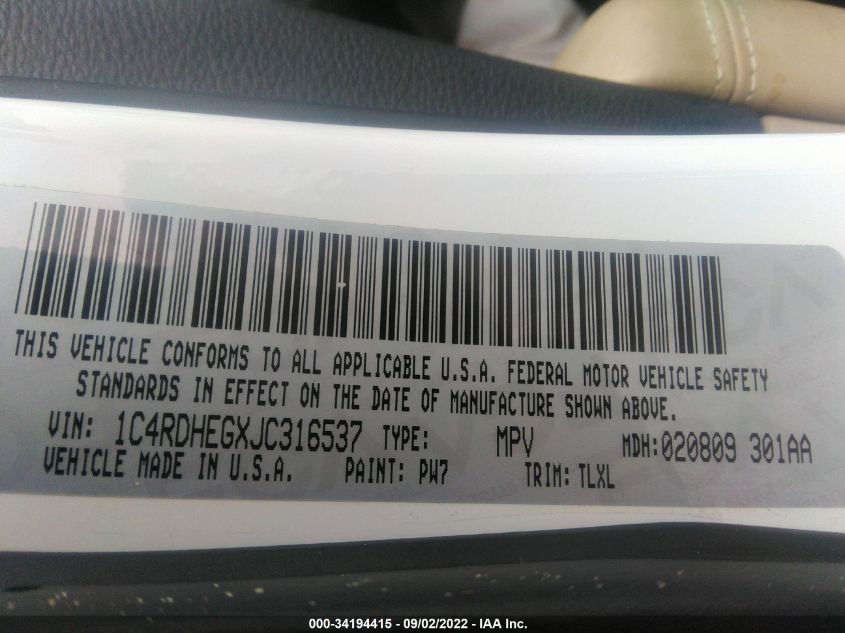 THIS VEHICLE CONFORMS TO ALL APPLICABLE U.S.A. FEDERAL MOTOR VEHICLE SAFETY
STANDARDS IN EFFECT ON THE DATE OF MANUFACTURE SHOWN ABOVE.
VIN: 1C4RDHEGXJC316537 TYPE: MPV MDH:020809 301AA
VEHICLE MADE IN U.S.A. PAINT: PW7 TRIM: TLXL
000-34194415 - 09/02/2022 - IAA Inc.